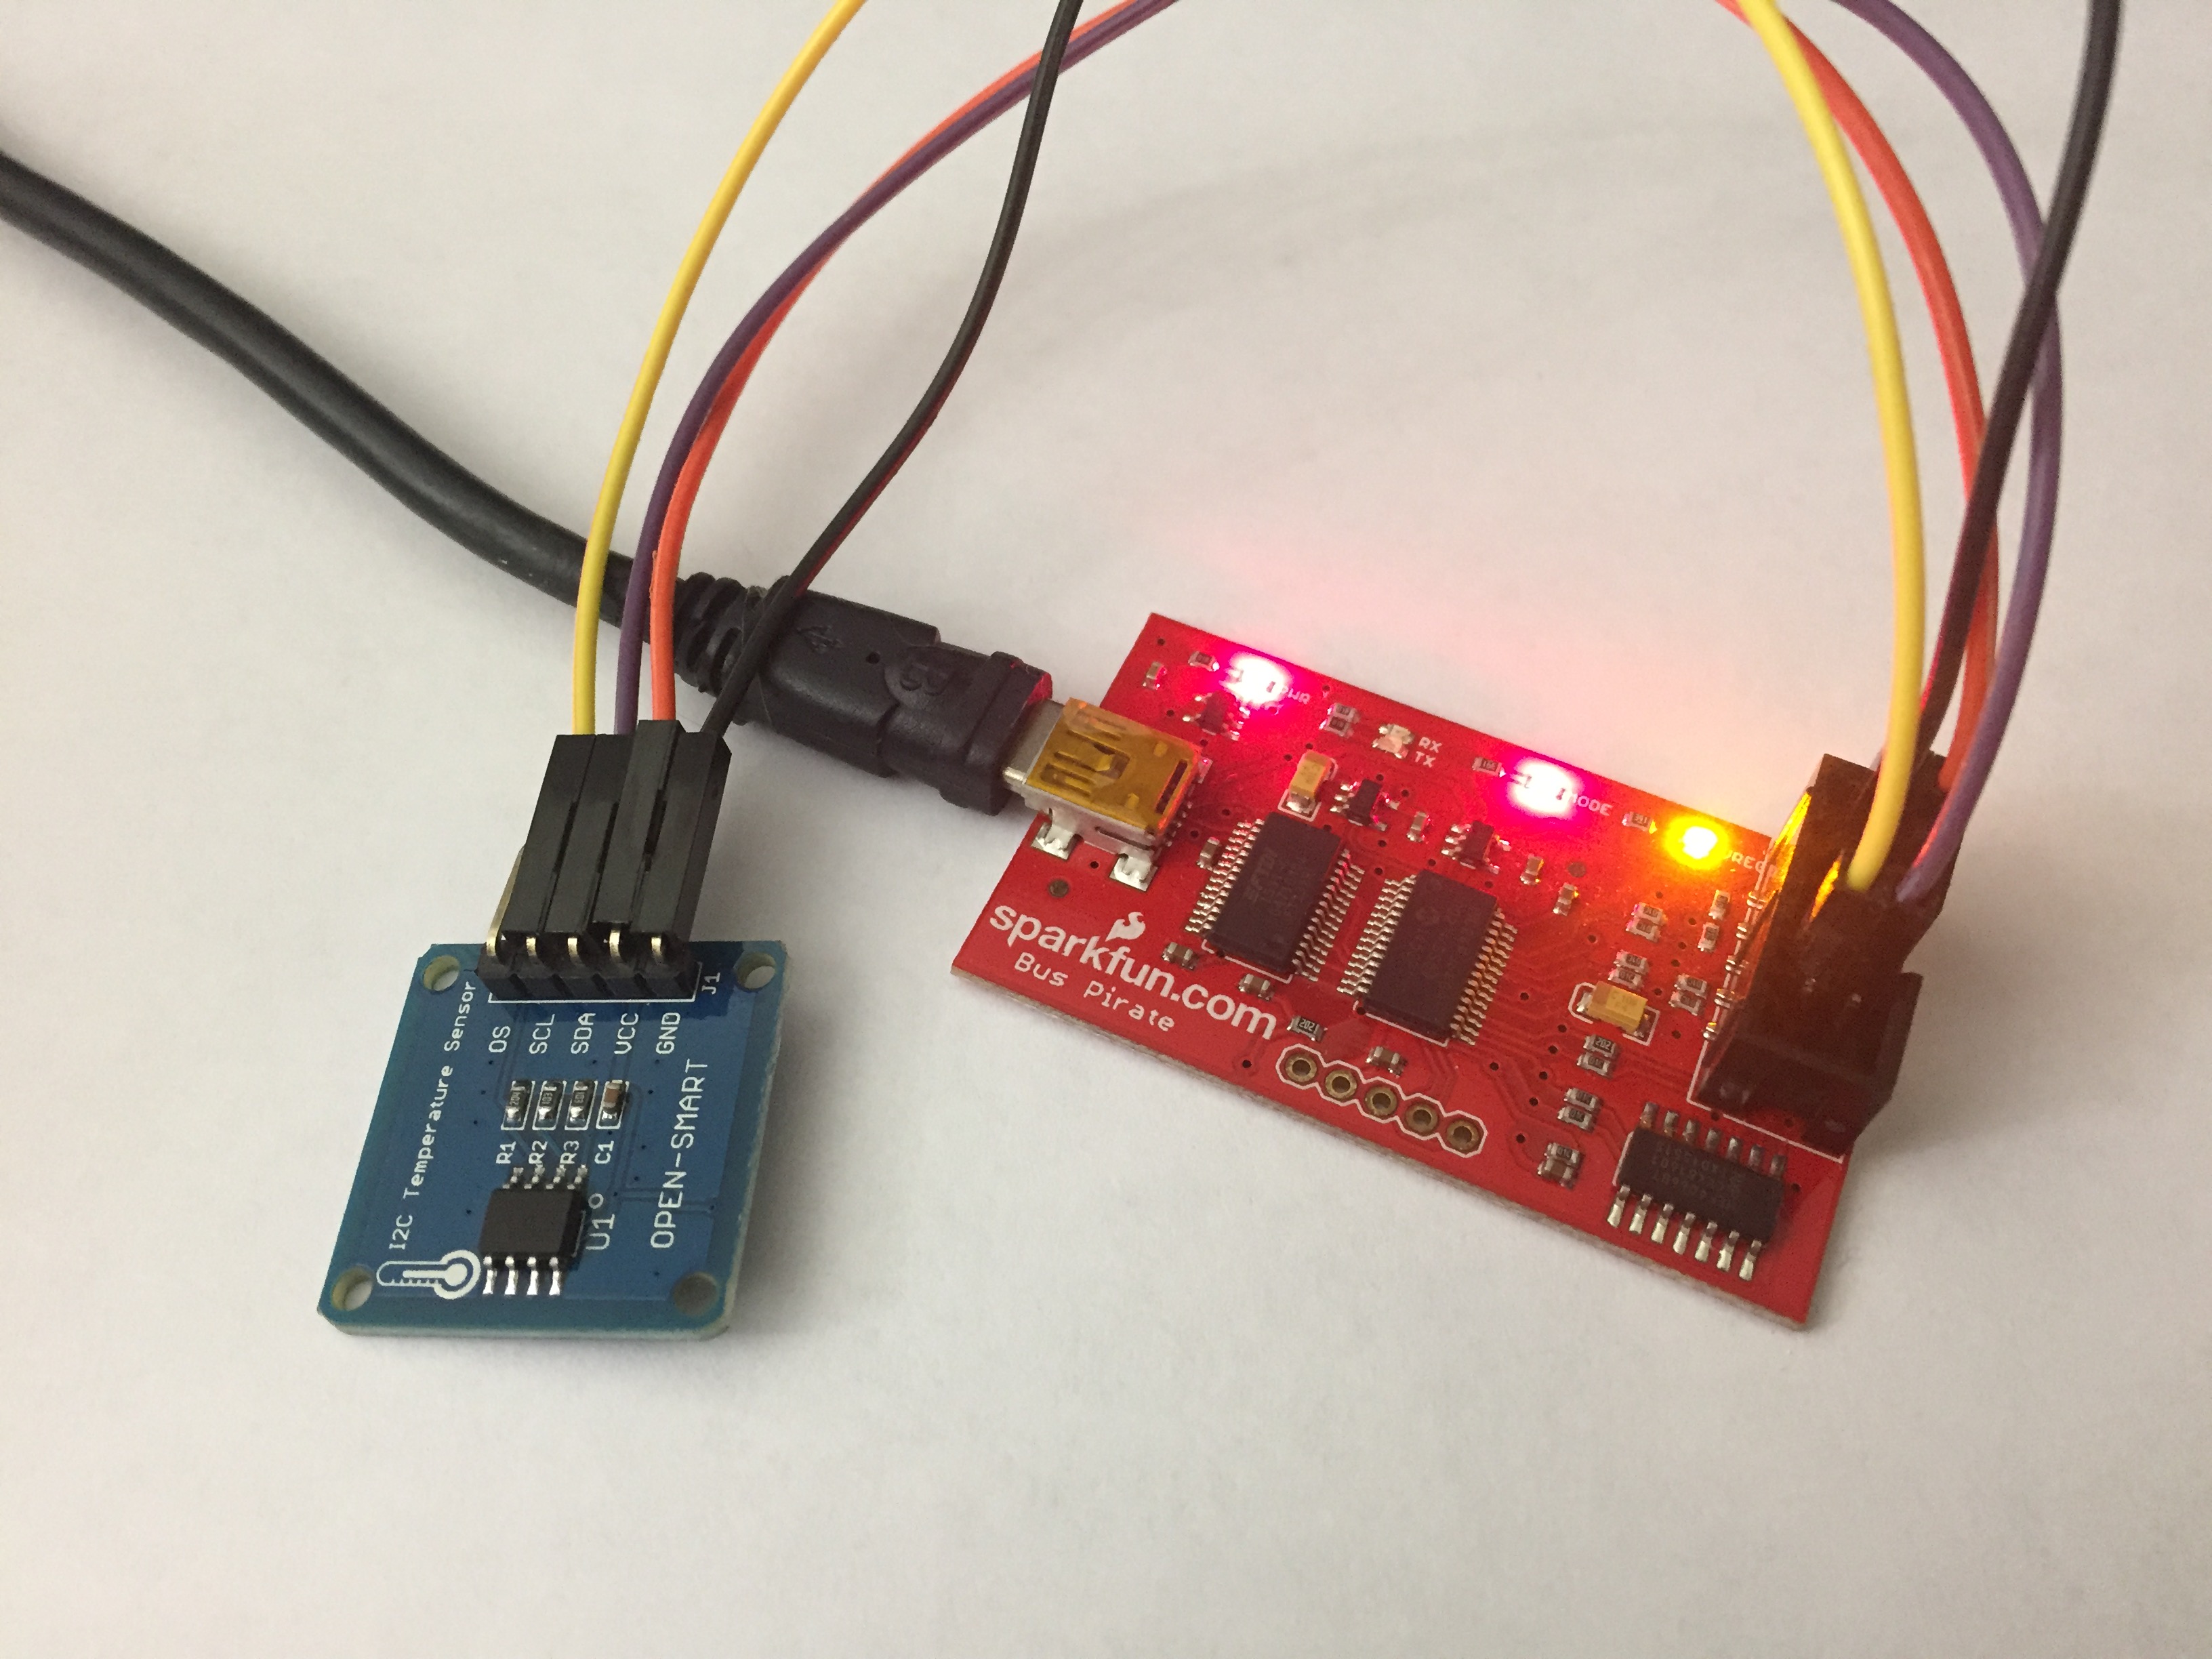 PWR
RX
TX
MODE
VREG
sparkfun.com
Bus Pirate
J1
OS
SCL
SDA
VCC
GND
I2C Temperature Sensor
R1
R2
R3
C1
U1
OPEN-SMART